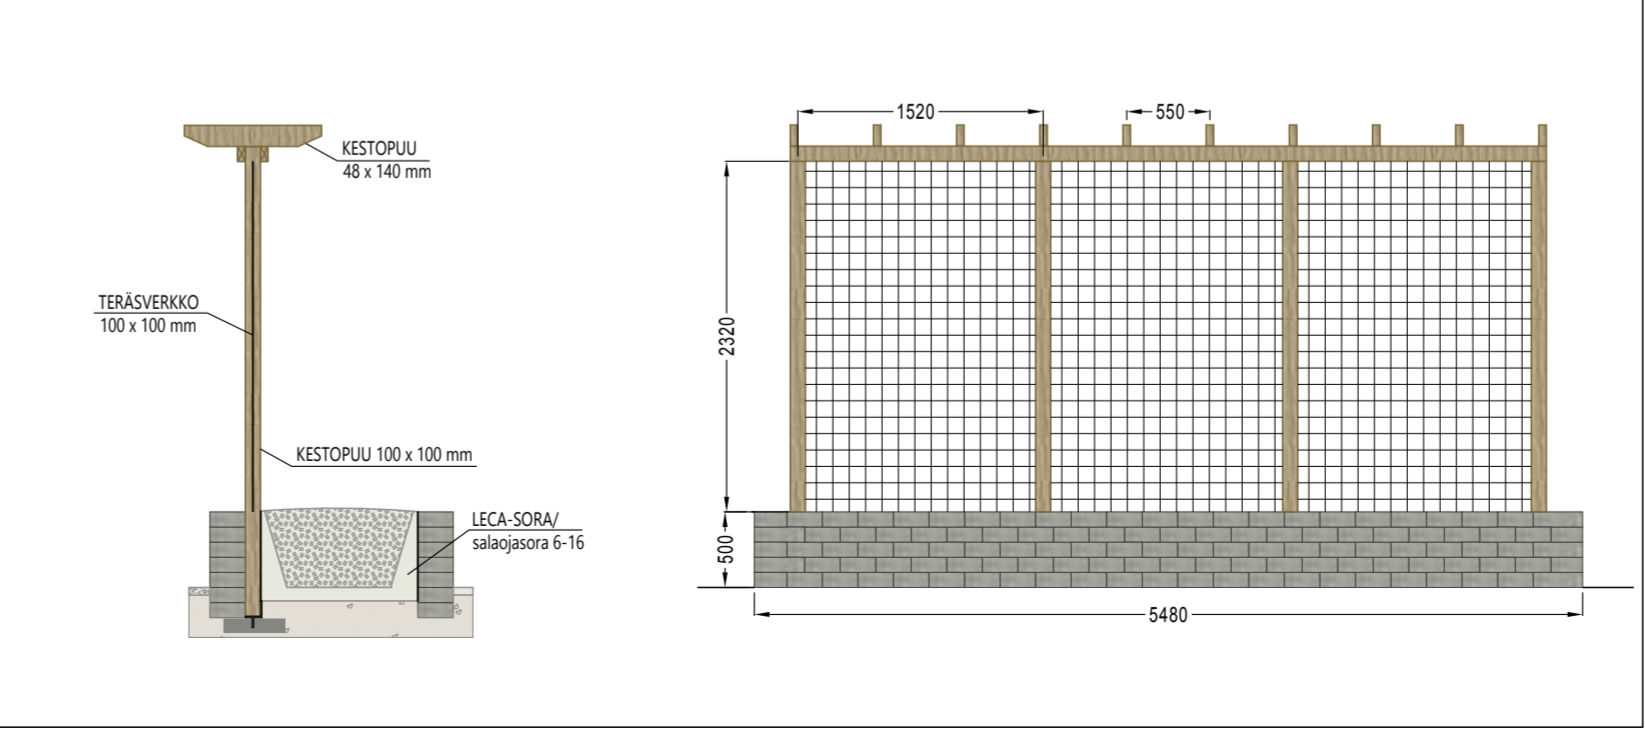 KESTOPUU
48 x 140 mm
TERÄSVERKKO
100 x 100 mm
KESTOPUU 100 x 100 mm
LECA-SORA/
salaojasora 6-16
1520
550
2320
500
5480